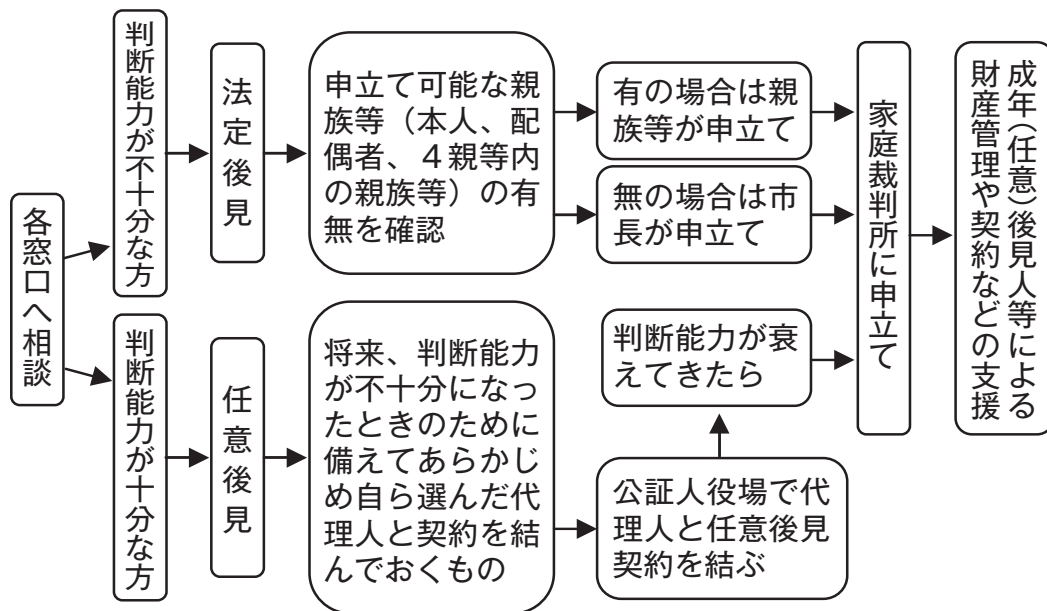 各窓口へ相談
判断能力が不十分な方
法定後見
申立て可能な親
族等（本人、配
偶者、４親等内
の親族等）の有
無を確認
有の場合は親
族等が申立て
無の場合は市
長が申立て
判断能力が十分な方
任意後見
将来、判断能力
が不十分になっ
たときのために
備えてあらかじ
め自ら選んだ代
理人と契約を結
んでおくもの
公証人役場で代
理人と任意後見
契約を結ぶ
判断能力が衰
えてきたら
家庭裁判所に申立て
成年（任意）後見人等による
財産管理や契約などの支援